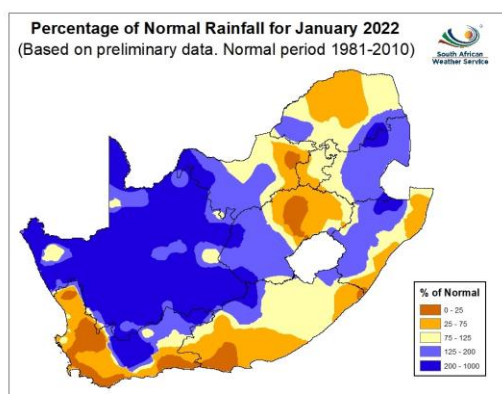 Percentage of Normal Rainfall for January 2022
(Based on preliminary data. Normal period 1981-2010)
South African
Weather Service
% of Normal
0 - 25
25 - 75
75 - 125
125 - 200
200 - 1000